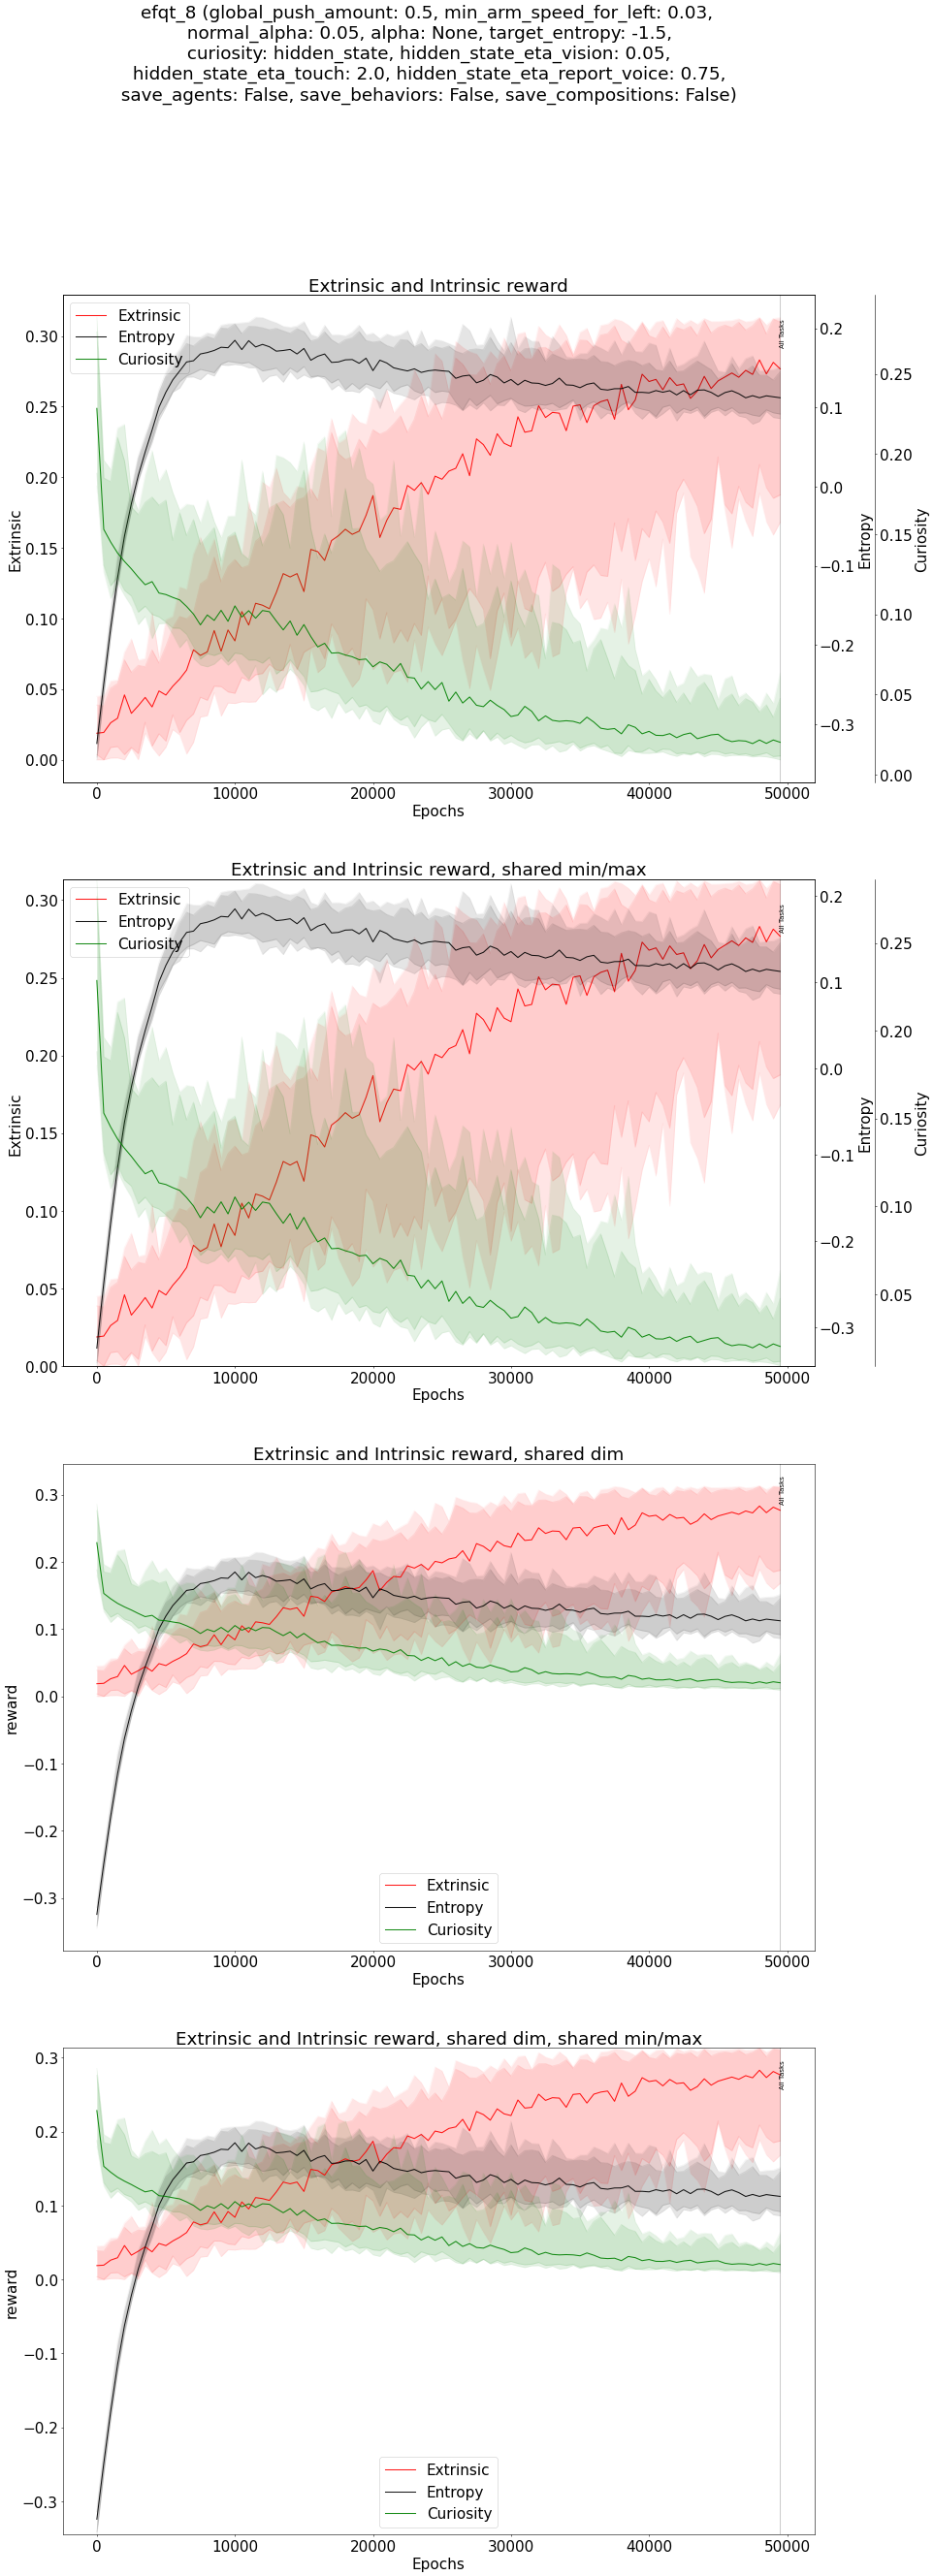 efqt_8 (global_push_amount: 0.5, min_arm_speed_for_left: 0.03,
normal_alpha: 0.05, alpha: None, target_entropy: -1.5,
curiosity: hidden_state, hidden_state_eta_vision: 0.05,
hidden_state_eta_touch: 2.0, hidden_state_eta_report_voice: 0.75,
save_agents: False, save_behaviors: False, save_compositions: False)
Extrinsic and Intrinsic reward
Extrinsic
Entropy
Curiosity
All Tasks
0.30
0.25
0.20
0.15
0.10
0.05
0.00
Extrinsic
0.2
0.1
0.0
−0.1
−0.2
−0.3
Entropy
0.25
0.20
0.15
0.10
0.05
0.00
Curiosity
0 10000 20000 30000 40000 50000
Epochs
Extrinsic and Intrinsic reward, shared min/max
Extrinsic
Entropy
Curiosity
All Tasks
0.30
0.25
0.20
0.15
0.10
0.05
0.00
Extrinsic
0.2
0.1
0.0
−0.1
−0.2
−0.3
Entropy
0.25
0.20
0.15
0.10
0.05
Curiosity
0 10000 20000 30000 40000 50000
Epochs
Extrinsic and Intrinsic reward, shared dim
All Tasks
0.3
0.2
0.1
0.0
−0.1
−0.2
−0.3
reward
Extrinsic
Entropy
Curiosity
0 10000 20000 30000 40000 50000
Epochs
Extrinsic and Intrinsic reward, shared dim, shared min/max
All Tasks
0.3
0.2
0.1
0.0
−0.1
−0.2
−0.3
reward
Extrinsic
Entropy
Curiosity
0 10000 20000 30000 40000 50000
Epochs